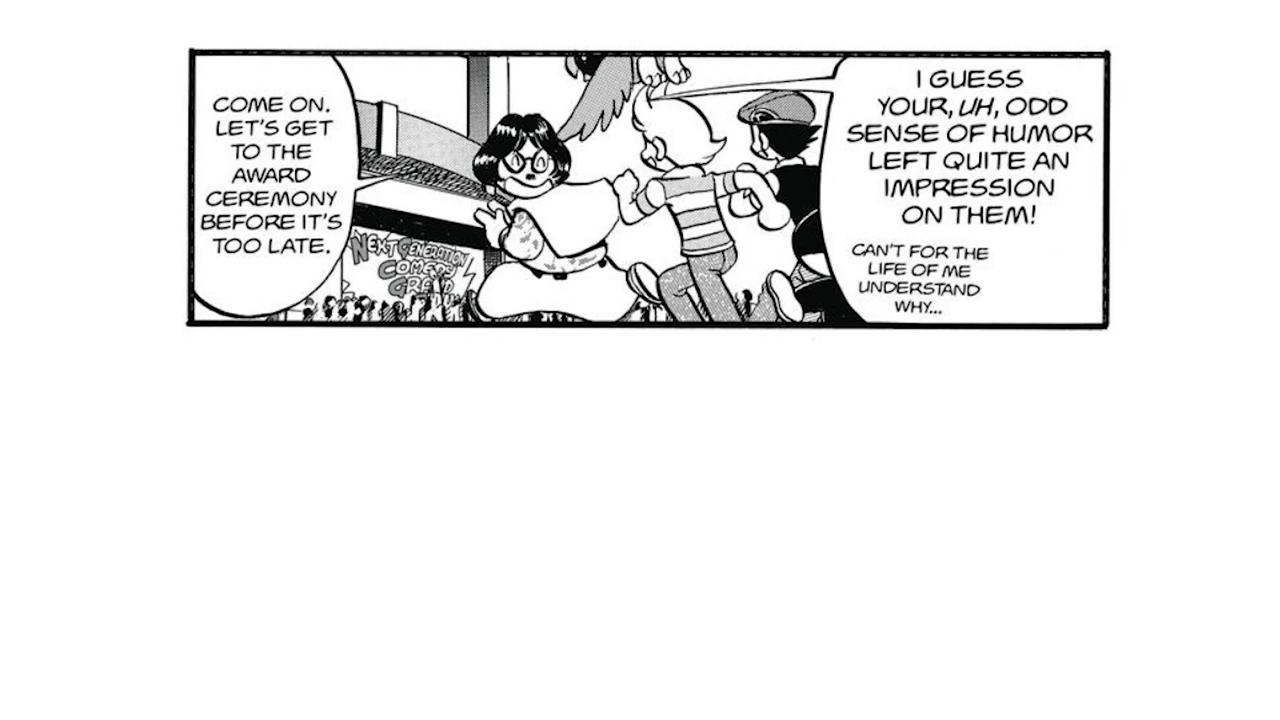 I GUESS
YOUR, UH, ODD
SENSE OF HUMOR
LEFT QUITE AN
IMPRESSION
ON THEM!
CAN'T FOR THE
LIFE OF ME
UNDERSTAND
WHY...
COME ON.
LET'S GET
TO THE
AWARD
CEREMONY
BEFORE IT'S
TOO LATE.
NEXT GENERATION
COMEDY
GRAND